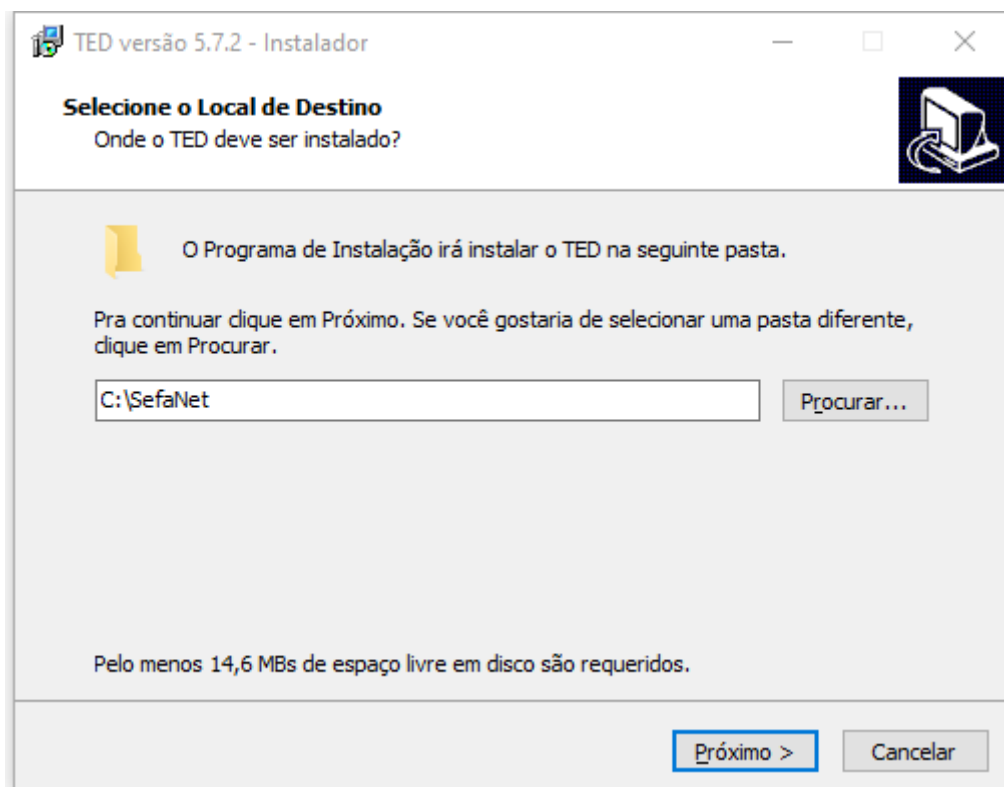 TED versão 5.7.2 - Instalador
Selecione o Local de Destino
Onde o TED deve ser instalado?
O Programa de Instalação irá instalar o TED na seguinte pasta.
Pra continuar clique em Próximo. Se você gostaria de selecionar uma pasta diferente,
clique em Procurar.
C:\SefaNet
Procurar...
Pelo menos 14,6 MBs de espaço livre em disco são requeridos.
Próximo >
Cancelar